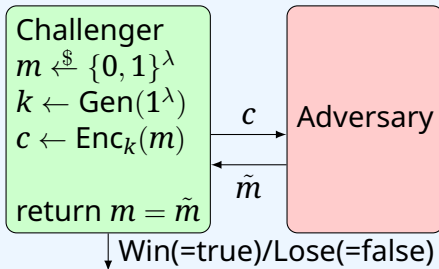 Challenger
m ←$ {0, 1}^λ
k ← Gen(1^λ)
c ← Enc_k(m)
c
Adversary
m̃
return m = m̃
Win(=true)/Lose(=false)